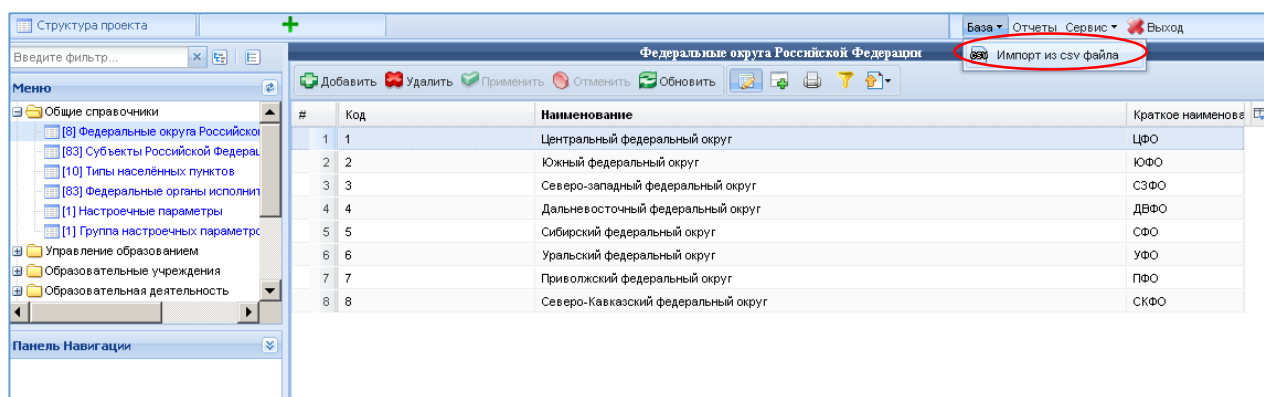 Структура проекта
База Отчеты Сервис Выход
Введите фильтр...
Федеральные округа Российской Федерации
Импорт из csv файла
Меню
Добавить Удалить Применить Отменить Обновить
Общие справочники
[8] Федеральные округа Российской
[83] Субъекты Российской Федерац
[10] Типы населённых пунктов
[83] Федеральные органы исполнит
[1] Настроечные параметры
[1] Группа настроечных параметро
Управление образованием
Образовательные учреждения
Образовательная деятельность
Панель Навигации
# Код Наименование Краткое наименова
1 1 Центральный федеральный округ ЦФО
2 2 Южный федеральный округ ЮФО
3 3 Северо-западный федеральный округ СЗФО
4 4 Дальневосточный федеральный округ ДВФО
5 5 Сибирский федеральный округ СФО
6 6 Уральский федеральный округ УФО
7 7 Приволжский федеральный округ ПФО
8 8 Северо-Кавказский федеральный округ СКФО